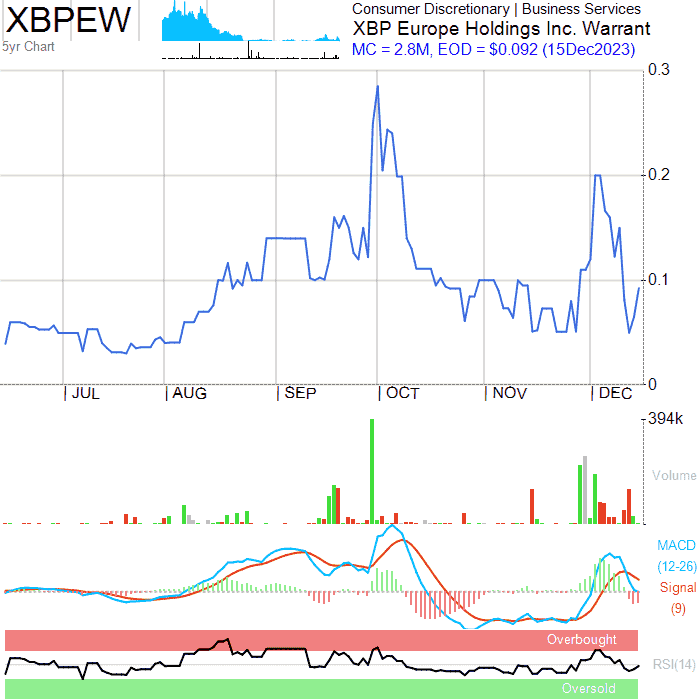 XBPEW
5yr Chart
Consumer Discretionary | Business Services
XBP Europe Holdings Inc. Warrant
MC = 2.8M, EOD = $0.092 (15Dec2023)
0.3
0.2
0.1
0
JUL AUG SEP OCT NOV DEC
394k
Volume
MACD
(12-26)
Signal
(9)
Overbought
RSI(14)
Oversold